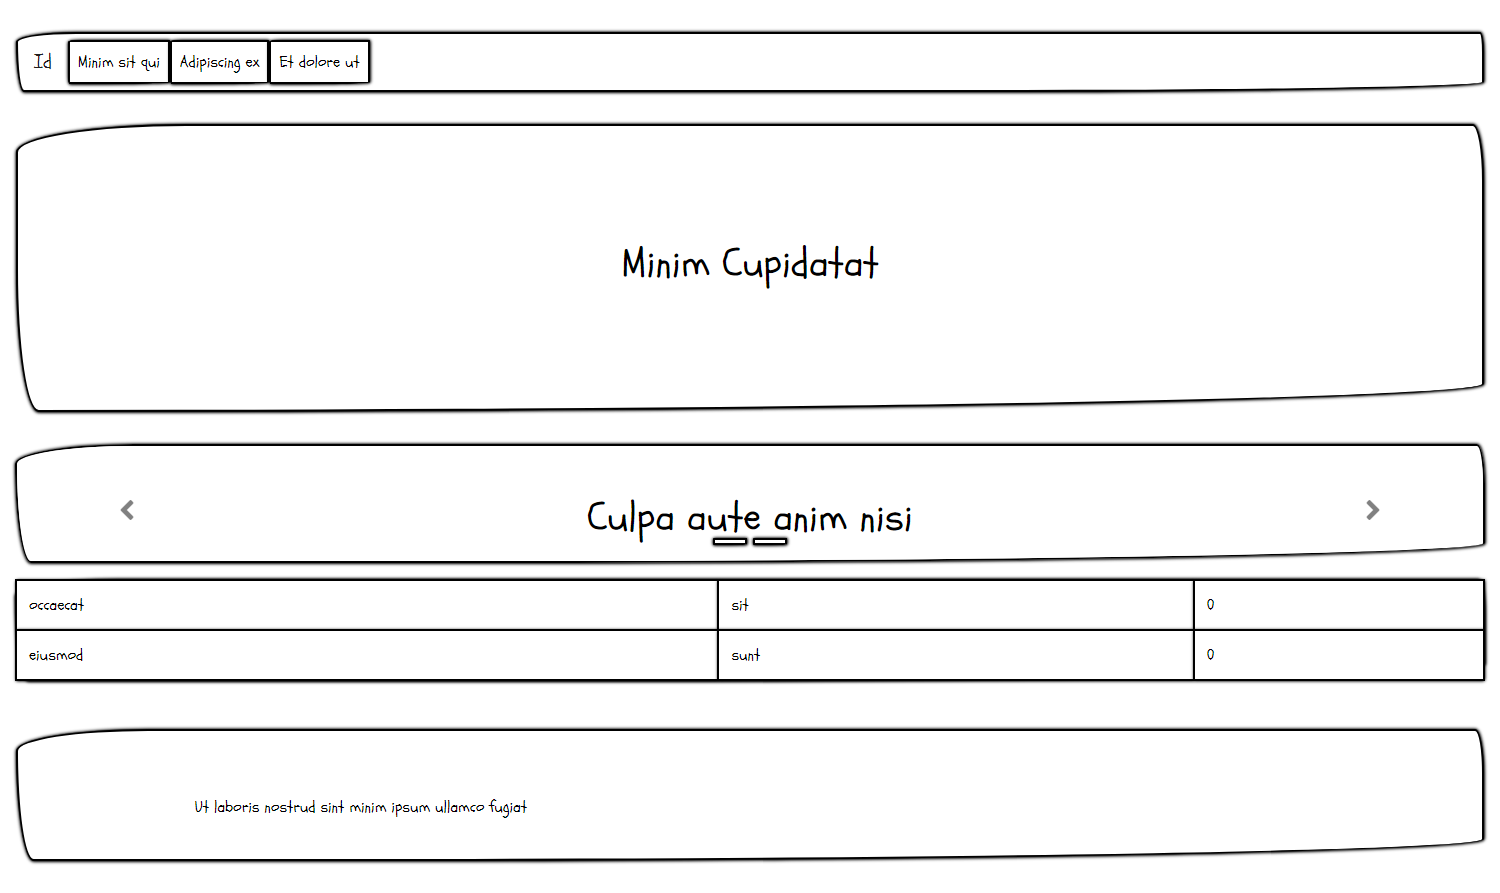 Id Minim sit qui Adipiscing ex Et dolore ut
Minim Cupidatat
Culpa aute anim nisi
occaecat sit 0
eiusmod sunt 0
Ut laboris nostrud sint minim ipsum ullamco fugiat